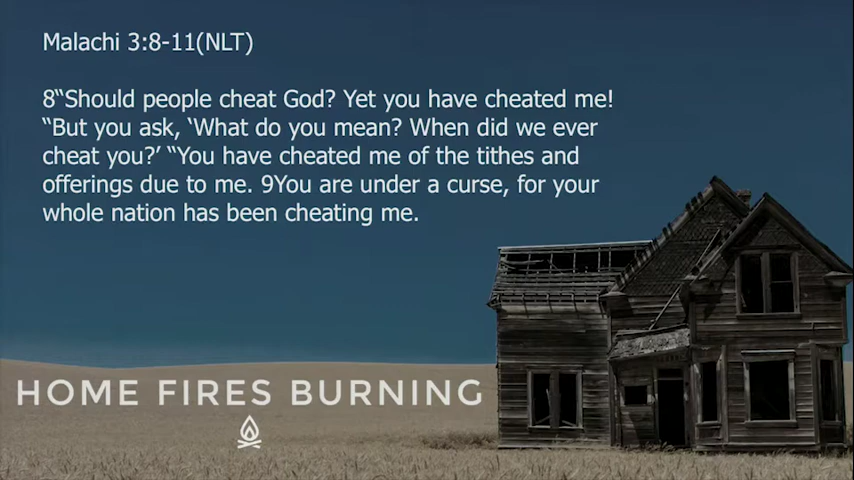 Malachi 3:8-11(NLT)
8“Should people cheat God? Yet you have cheated me!
“But you ask, ‘What do you mean? When did we ever
cheat you?’ “You have cheated me of the tithes and
offerings due to me. 9You are under a curse, for your
whole nation has been cheating me.
HOME FIRES BURNING